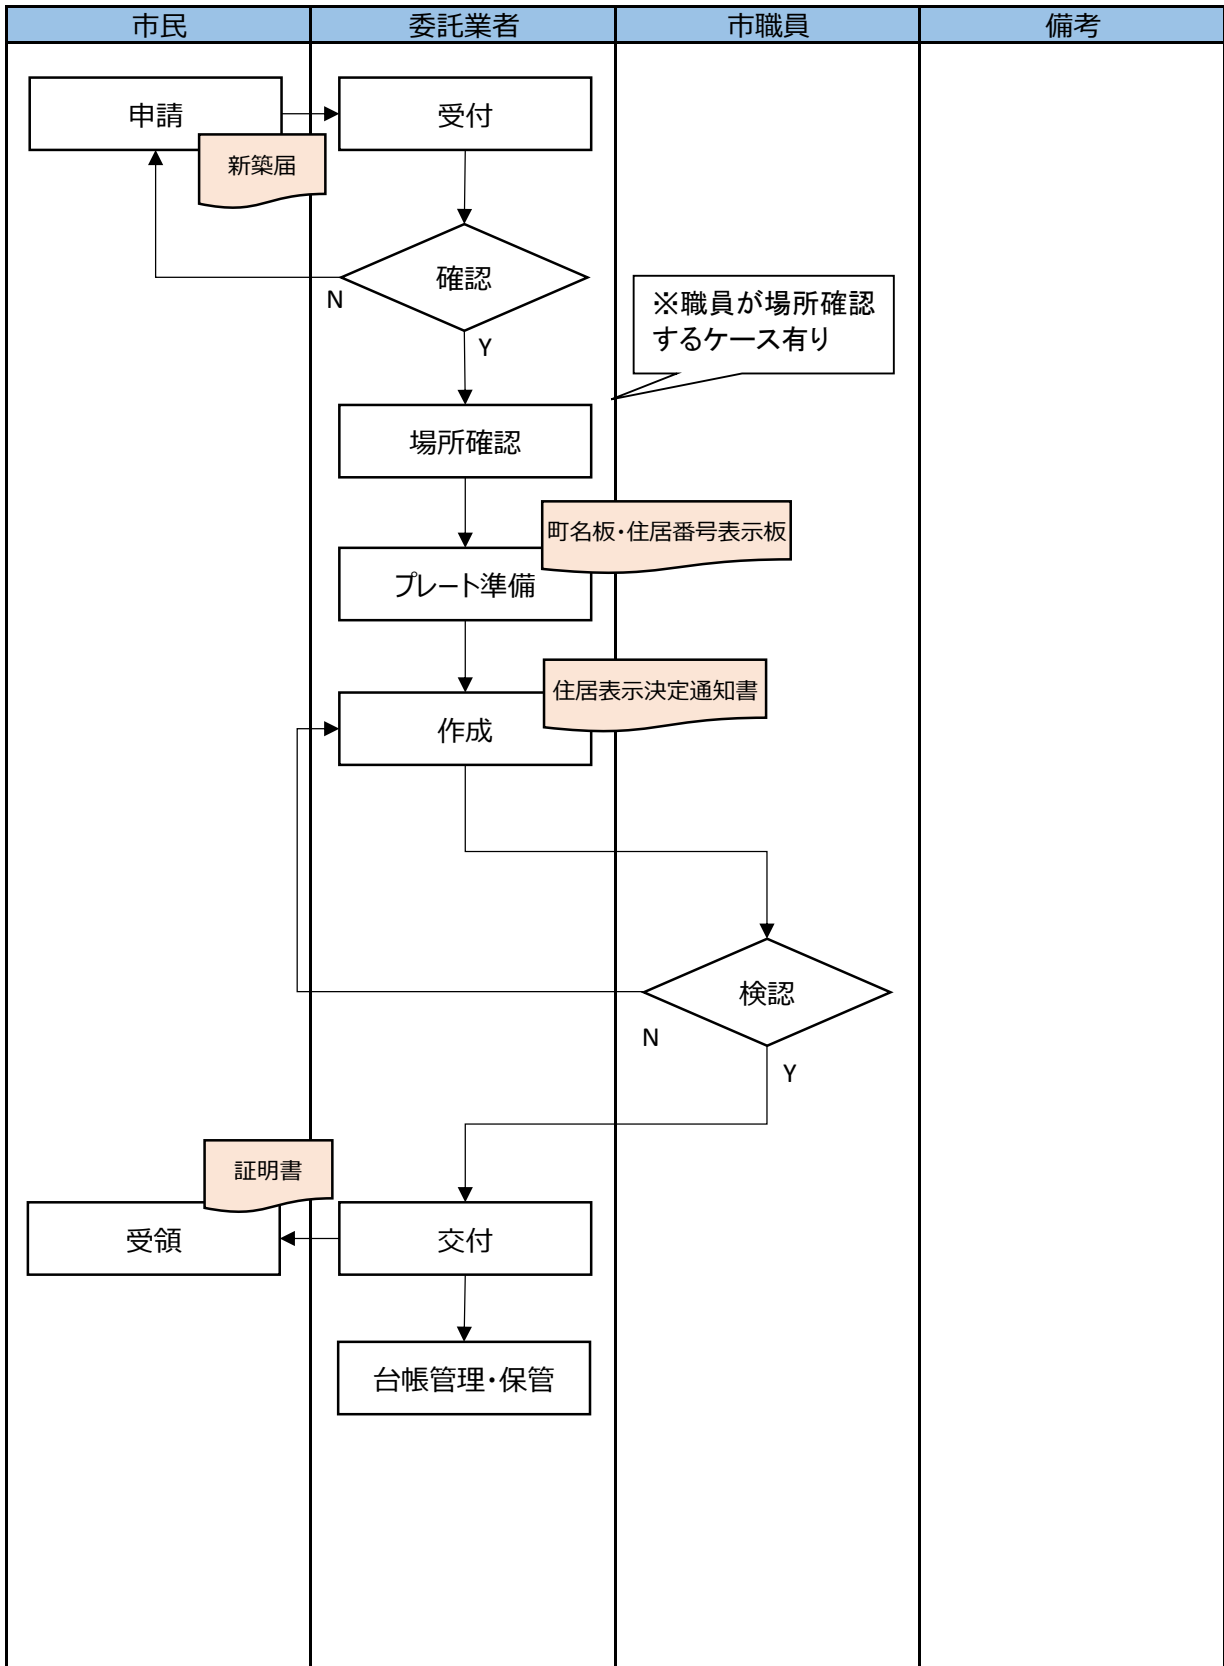 市民
委託業者
市職員
備考
申請
受付
新築届
確認
N
Y
※職員が場所確認
するケース有り
場所確認
町名板・住居番号表示板
プレート準備
住居表示決定通知書
作成
検認
N
Y
証明書
受領
交付
台帳管理・保管